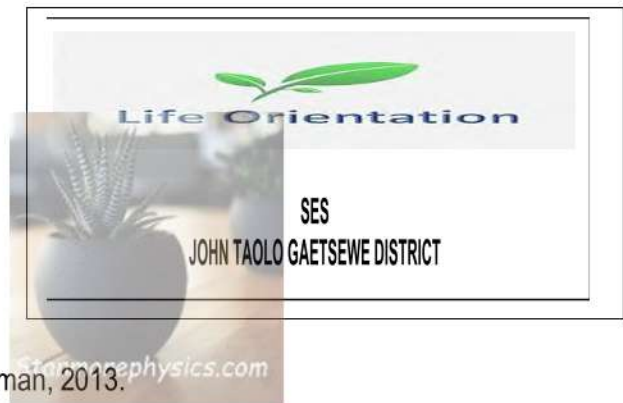 Life Orientation
SES
JOHN TAOLO GAETSEWE DISTRICT
Stanmorephysics.com
man, 2013.